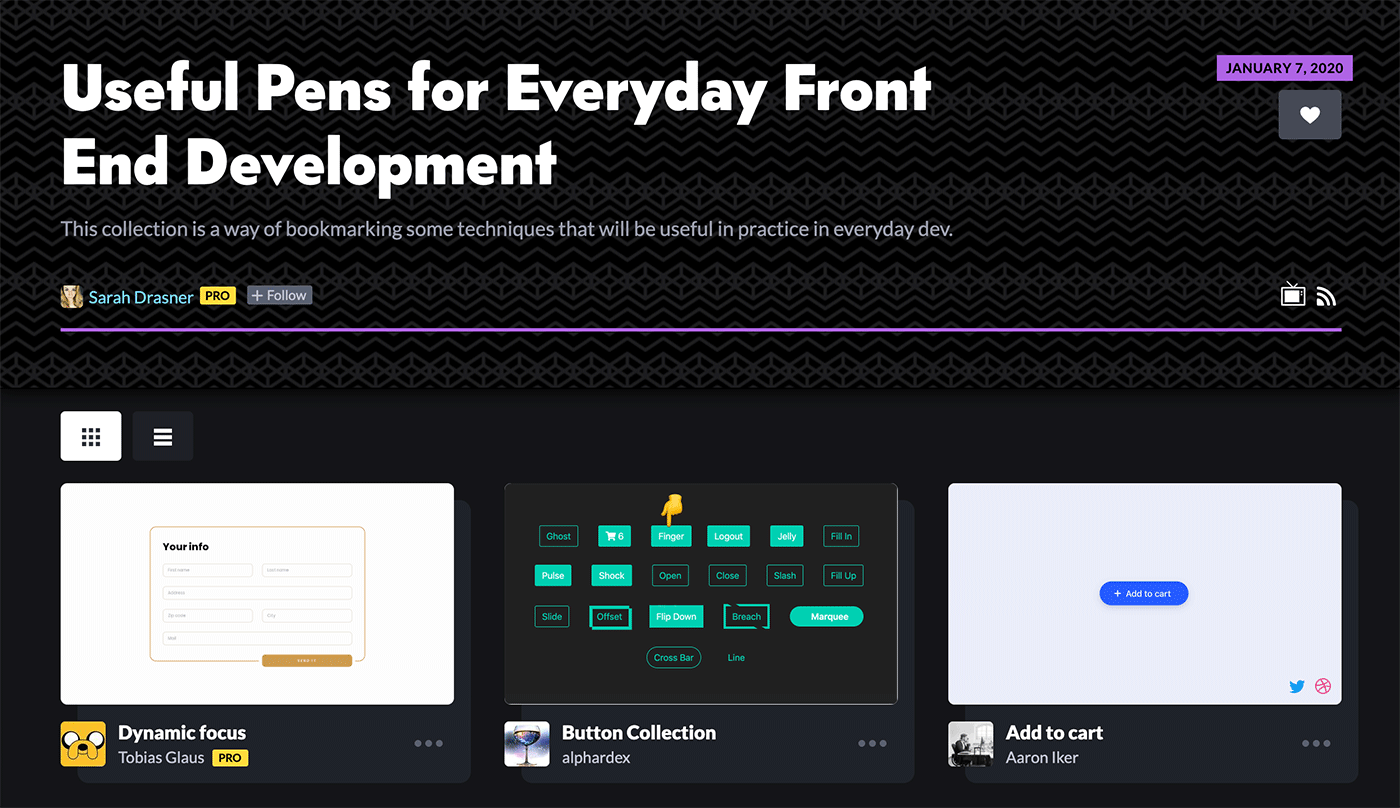 Useful Pens for Everyday Front
End Development
JANUARY 7, 2020
This collection is a way of bookmarking some techniques that will be useful in practice in everyday dev.
Sarah Drasner PRO + Follow
Your info
First name Last name
Address
Zip code City
Mail
SEND IT
Ghost 6 Finger Logout Jelly Fill In
Pulse Shock Open Close Slash Fill Up
Slide Offset Flip Down Breach Marquee
Cross Bar Line
+ Add to cart
Dynamic focus
Tobias Glaus PRO
Button Collection
alphardex
Add to cart
Aaron Iker